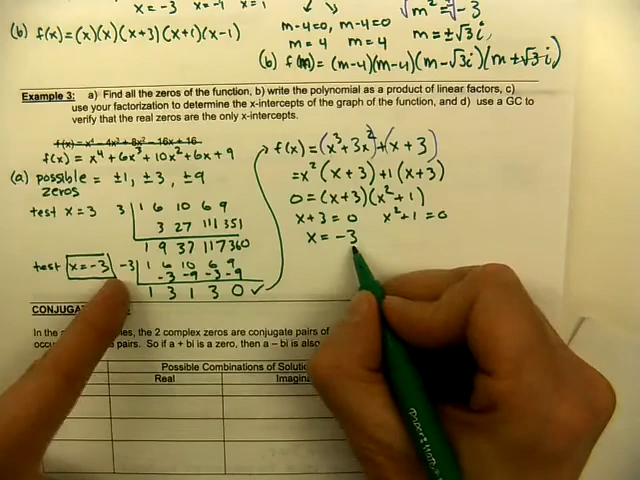 x = -3 x = -1 x = 1
(b) f(x) = (x)(x)(x+3)(x+1)(x-1)
√m² = √-3
m-4=0, m-4=0
m = 4 m = 4
m = ±√3 i,
(b) f(m) = (m-4)(m-4)(m-√3i)(m+√3i)
Example 3: a) Find all the zeros of the function, b) write the polynomial as a product of linear factors, c)
use your factorization to determine the x-intercepts of the graph of the function, and d) use a GC to
verify that the real zeros are the only x-intercepts.
f(x) = x⁴ - 4x³ + 8x² - 16x + 16
f(x) = x⁴ + 6x³ + 10x² + 6x + 9
(a) possible = ±1, ±3, ±9
zeros
test x = 3 3 1 6 10 6 9
3 27 111 351
1 9 37 117 360
test x = -3 -3 1 6 10 6 9
-3 -9 -3 -9
1 3 1 3 0 ✓
f(x) = (x³ + 3x²) + (x + 3)
= x² (x + 3) + 1 (x + 3)
0 = (x + 3)(x² + 1)
x + 3 = 0 x² + 1 = 0
x = -3
CONJUGAT
In the es, the 2 complex zeros are conjugate pairs of
occu pairs. So if a + bi is a zero, then a – bi is also
Possible Combinations of Soluti
Real Imagin